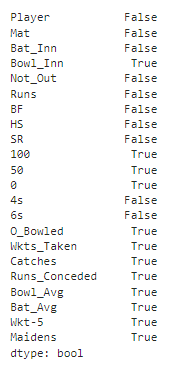 Player False
Mat False
Bat_Inn False
Bowl_Inn True
Not_Out False
Runs False
BF False
HS False
SR False
100 True
50 True
0 True
4s False
6s False
O_Bowled True
Wkts_Taken True
Catches True
Runs_Conceded True
Bowl_Avg True
Bat_Avg True
Wkt-5 True
Maidens True
dtype: bool